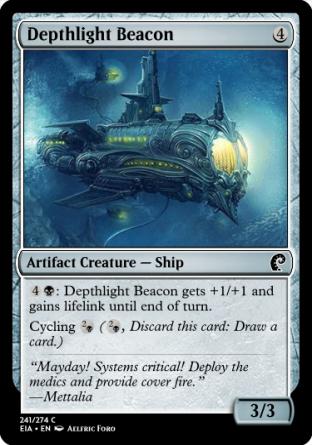 Depthlight Beacon 4
Artifact Creature — Ship
4 : Depthlight Beacon gets +1/+1 and
gains lifelink until end of turn.
Cycling 2 (2, Discard this card: Draw a
card.)
“Mayday! Systems critical! Deploy the
medics and provide cover fire.”
—Mettalia
241/274 C
EIA • EN Aelfric Foro
3/3